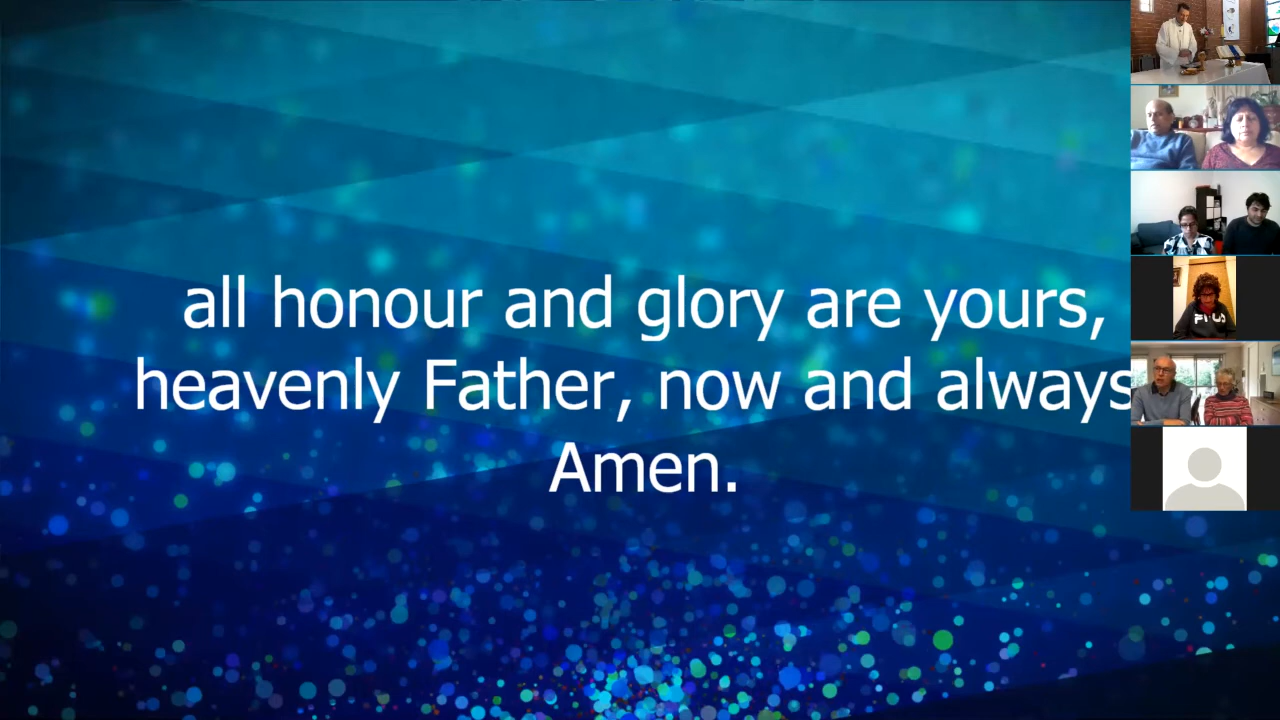 all honour and glory are yours,
heavenly Father, now and always
Amen.